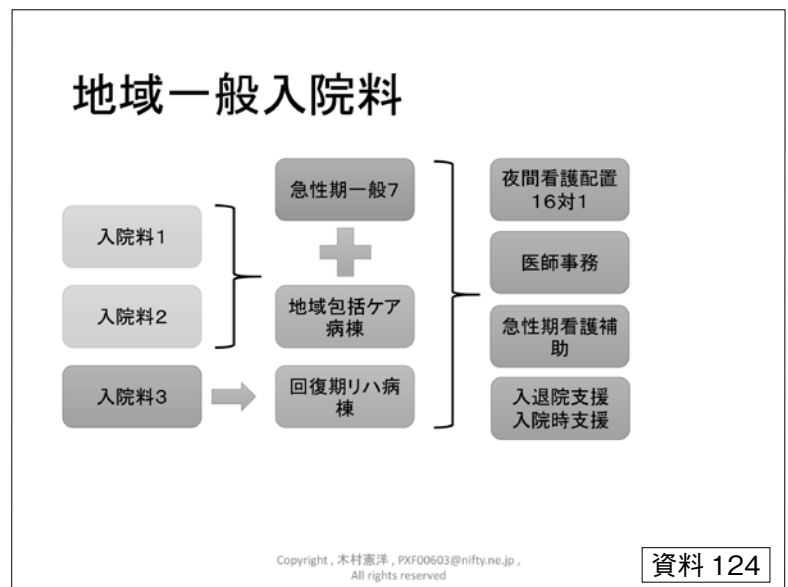 地域一般入院料
入院料1
入院料2
入院料3
急性期一般7
地域包括ケア
病棟
回復期リハ病
棟
夜間看護配置
16対1
医師事務
急性期看護補
助
入退院支援
入院時支援
Copyright , 木村憲洋 , PXF00603@nifty.ne.jp ,
All rights reserved
資料 124